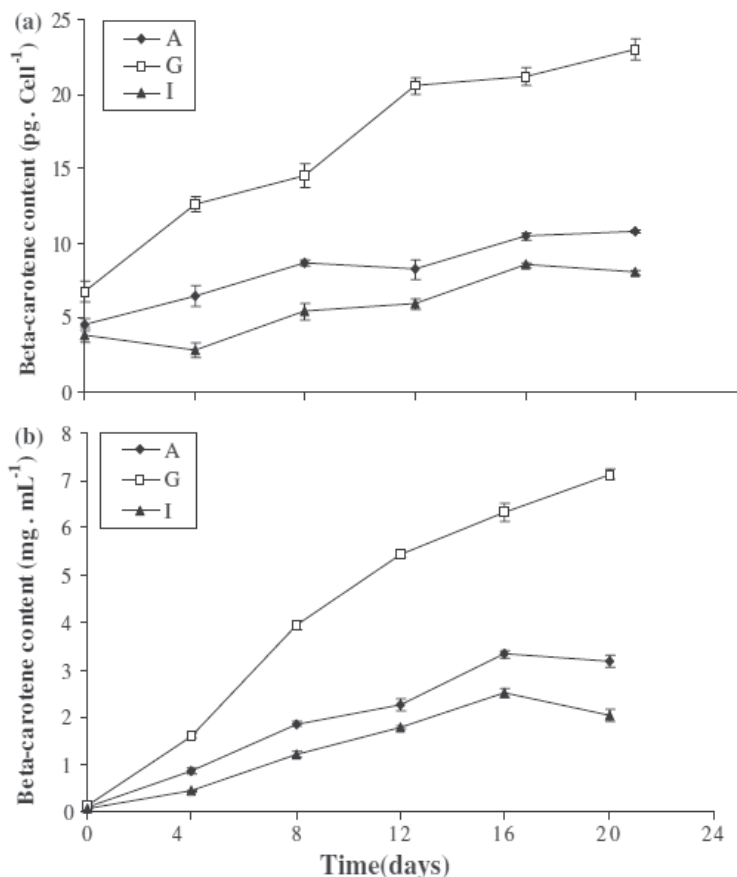 (a)
Beta-carotene content (pg. Cell⁻¹)
25
20
15
10
5
0
A
G
I
(b)
Beta-carotene content (mg . mL⁻¹)
8
7
6
5
4
3
2
1
0
A
G
I
0 4 8 12 16 20 24
Time(days)